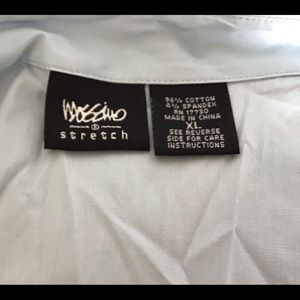 Mossimo
®
stretch
96% COTTON
4% SPANDEX
RN 17730
MADE IN CHINA
XL
SEE REVERSE
SIDE FOR CARE
INSTRUCTIONS